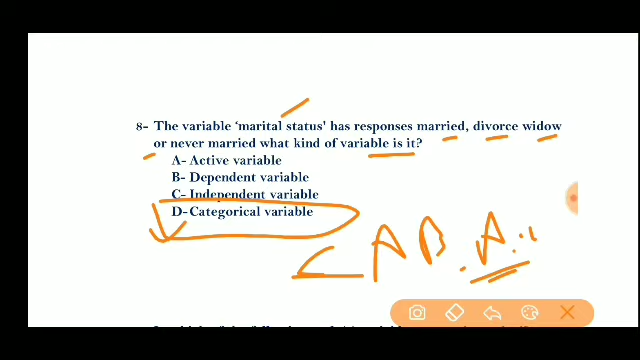 8- The variable 'marital status' has responses married, divorce widow
or never married what kind of variable is it?
A- Active variable
B- Dependent variable
C- Independent variable
D-Categorical variable
A B A